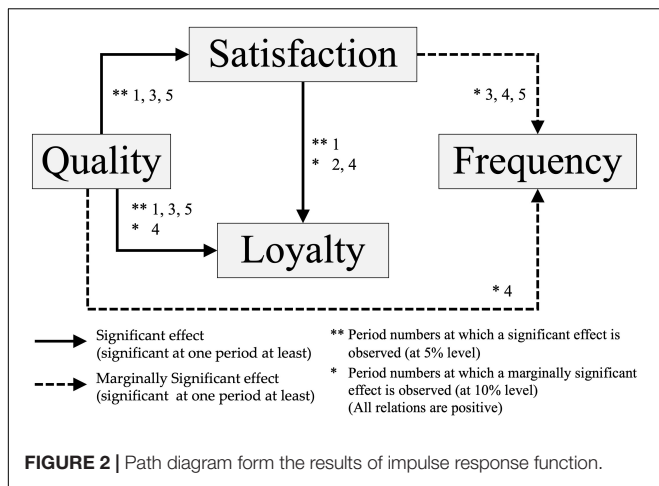 Satisfaction
** 1, 3, 5
* 3, 4, 5
** 1
* 2, 4
Quality
Frequency
** 1, 3, 5
* 4
Loyalty
* 4
Significant effect
(significant at one period at least)
Marginally Significant effect
(significant at one period at least)
** Period numbers at which a significant effect is
observed (at 5% level)
* Period numbers at which a marginally significant
effect is observed (at 10% level)
(All relations are positive)
FIGURE 2 | Path diagram form the results of impulse response function.